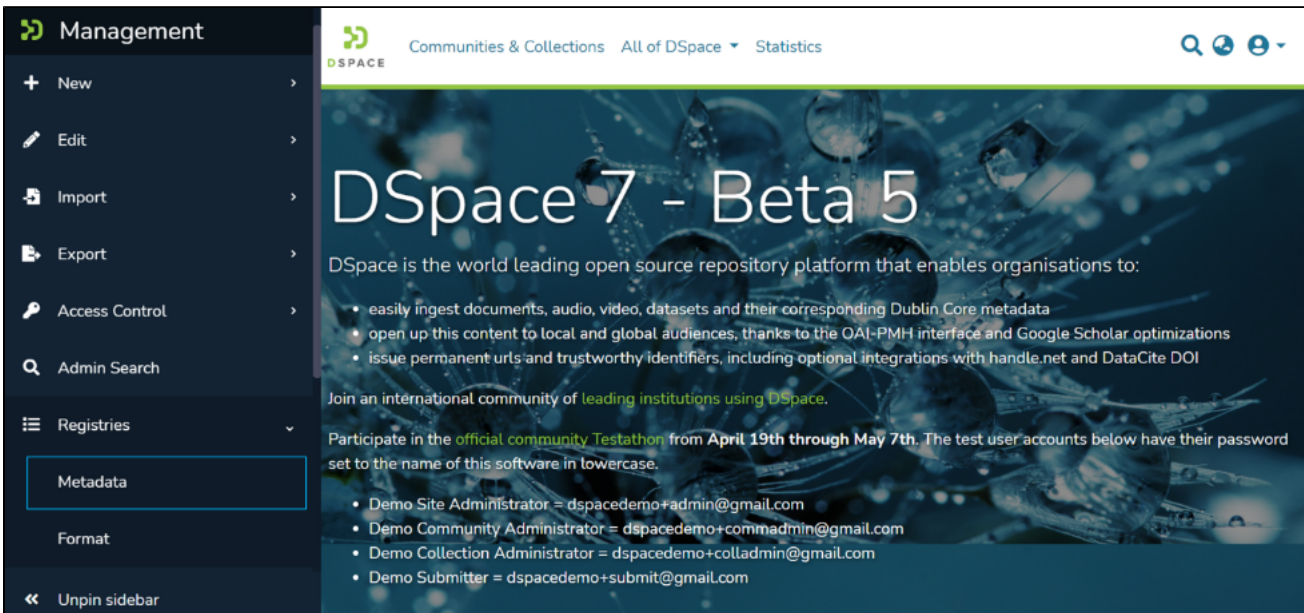 Management
New
Edit
Import
Export
Access Control
Admin Search
Registries
Metadata
Format
Unpin sidebar
DSPACE
Communities & Collections All of DSpace Statistics
DSpace 7 - Beta 5
DSpace is the world leading open source repository platform that enables organisations to:
• easily ingest documents, audio, video, datasets and their corresponding Dublin Core metadata
• open up this content to local and global audiences, thanks to the OAI-PMH interface and Google Scholar optimizations
• issue permanent urls and trustworthy identifiers, including optional integrations with handle.net and DataCite DOI
Join an international community of leading institutions using DSpace.
Participate in the official community Testathon from April 19th through May 7th. The test user accounts below have their password
set to the name of this software in lowercase.
• Demo Site Administrator = dspacedemo+admin@gmail.com
• Demo Community Administrator = dspacedemo+commadmin@gmail.com
• Demo Collection Administrator = dspacedemo+colladmin@gmail.com
• Demo Submitter = dspacedemo+submit@gmail.com